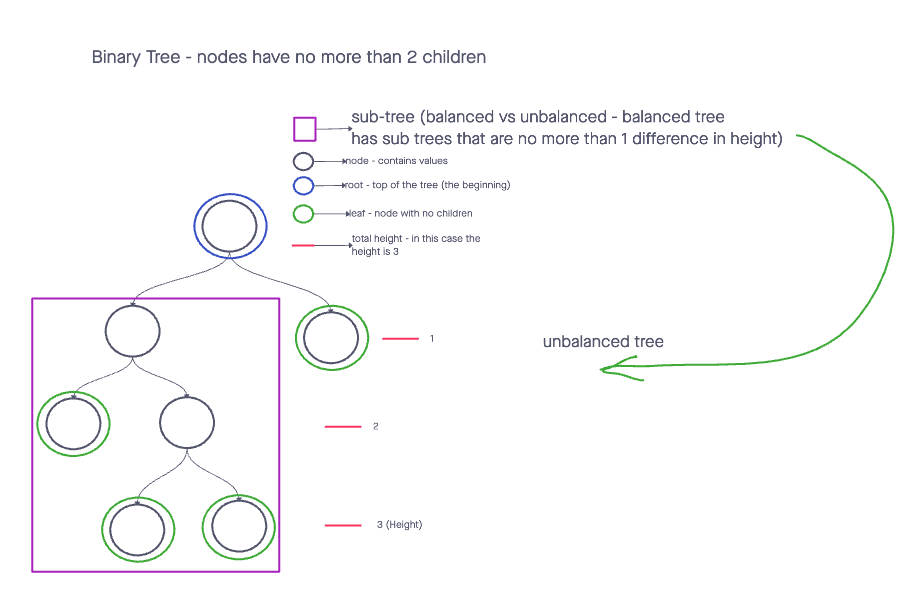 Binary Tree - nodes have no more than 2 children
sub-tree (balanced vs unbalanced - balanced tree
has sub trees that are no more than 1 difference in height)
node - contains values
root - top of the tree (the beginning)
leaf - node with no children
total height - in this case the
height is 3
1
unbalanced tree
2
3 (Height)